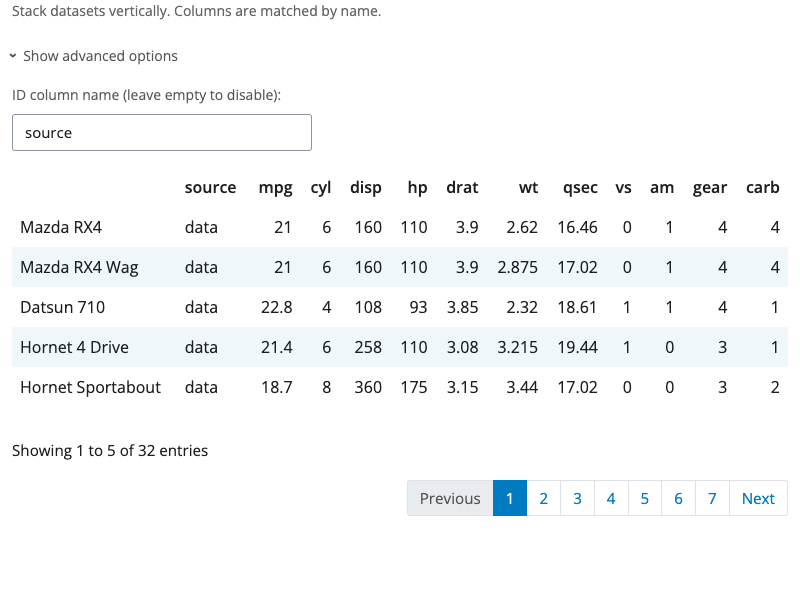 Stack datasets vertically. Columns are matched by name.
Show advanced options
ID column name (leave empty to disable):
source
source mpg cyl disp hp drat wt qsec vs am gear carb
Mazda RX4 data 21 6 160 110 3.9 2.62 16.46 0 1 4 4
Mazda RX4 Wag data 21 6 160 110 3.9 2.875 17.02 0 1 4 4
Datsun 710 data 22.8 4 108 93 3.85 2.32 18.61 1 1 4 1
Hornet 4 Drive data 21.4 6 258 110 3.08 3.215 19.44 1 0 3 1
Hornet Sportabout data 18.7 8 360 175 3.15 3.44 17.02 0 0 3 2
Showing 1 to 5 of 32 entries
Previous 1 2 3 4 5 6 7 Next